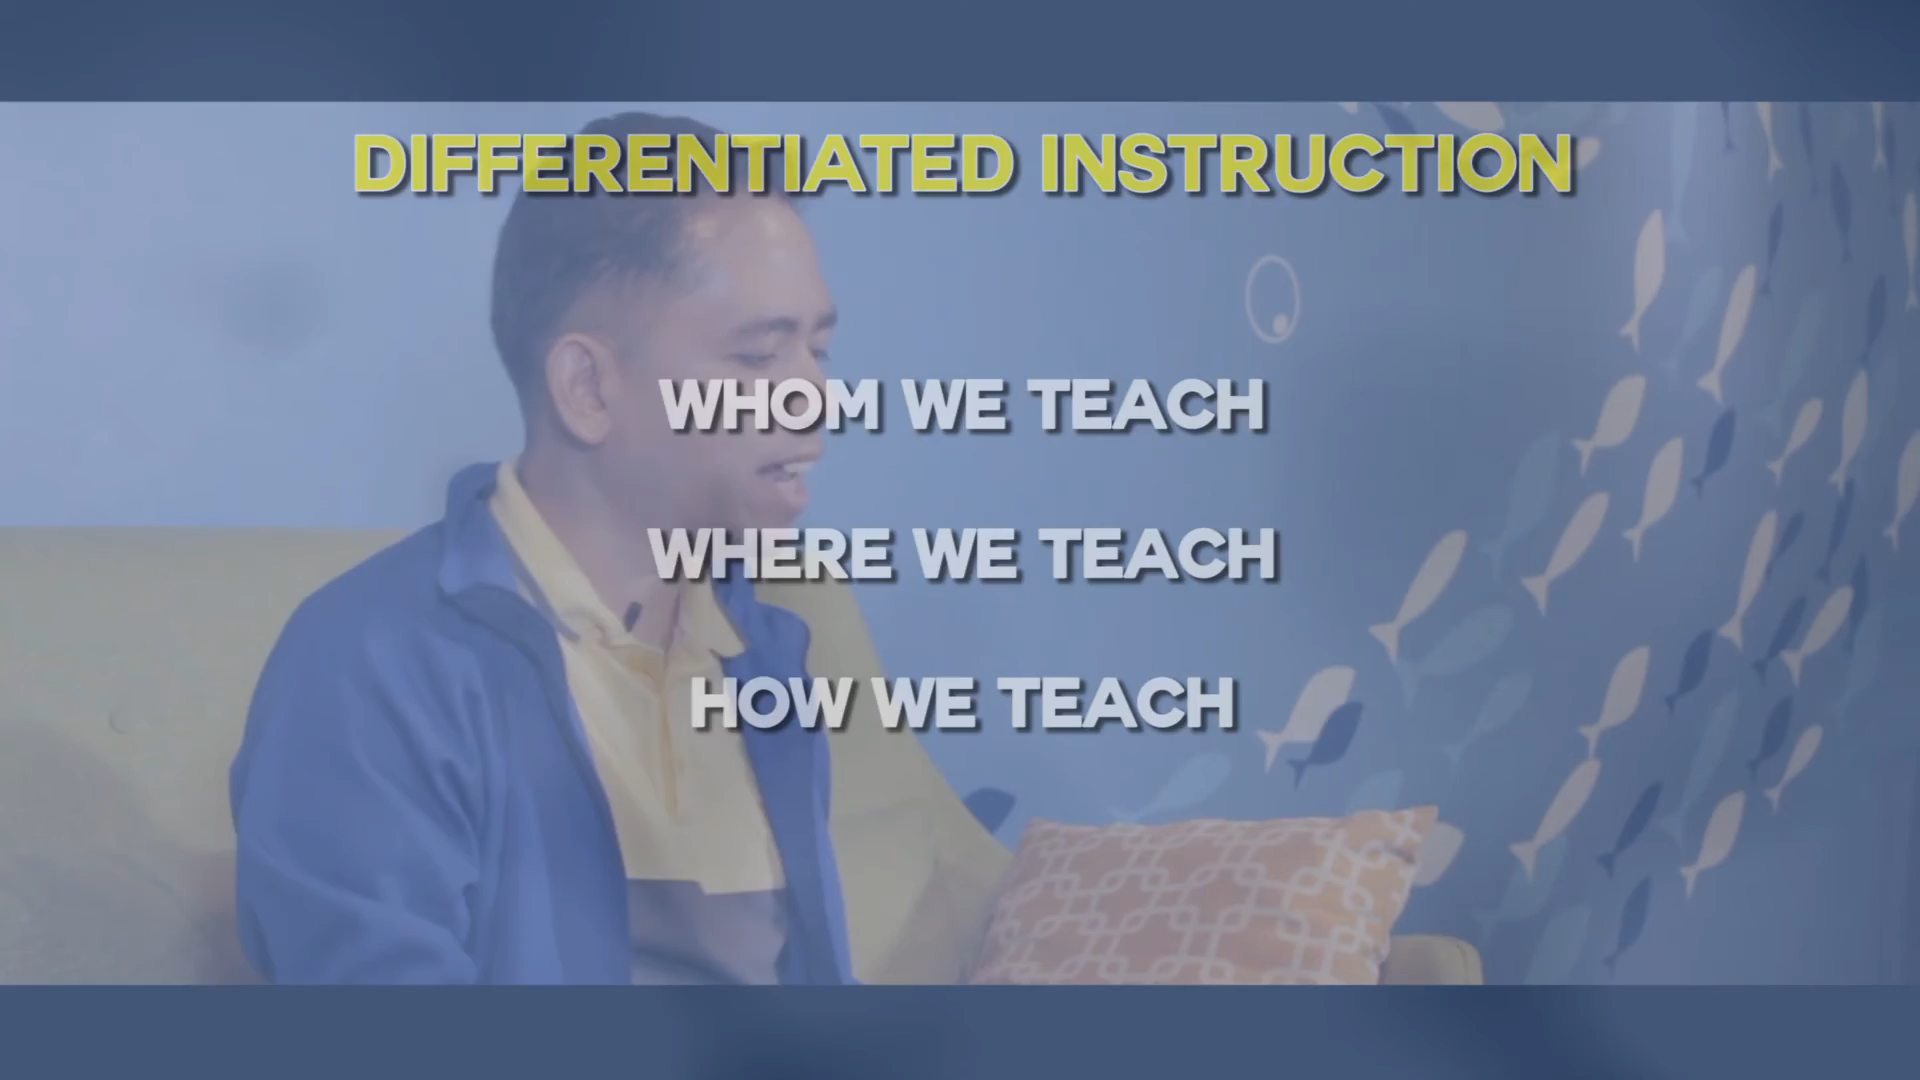 DIFFERENTIATED INSTRUCTION
WHOM WE TEACH
WHERE WE TEACH
HOW WE TEACH